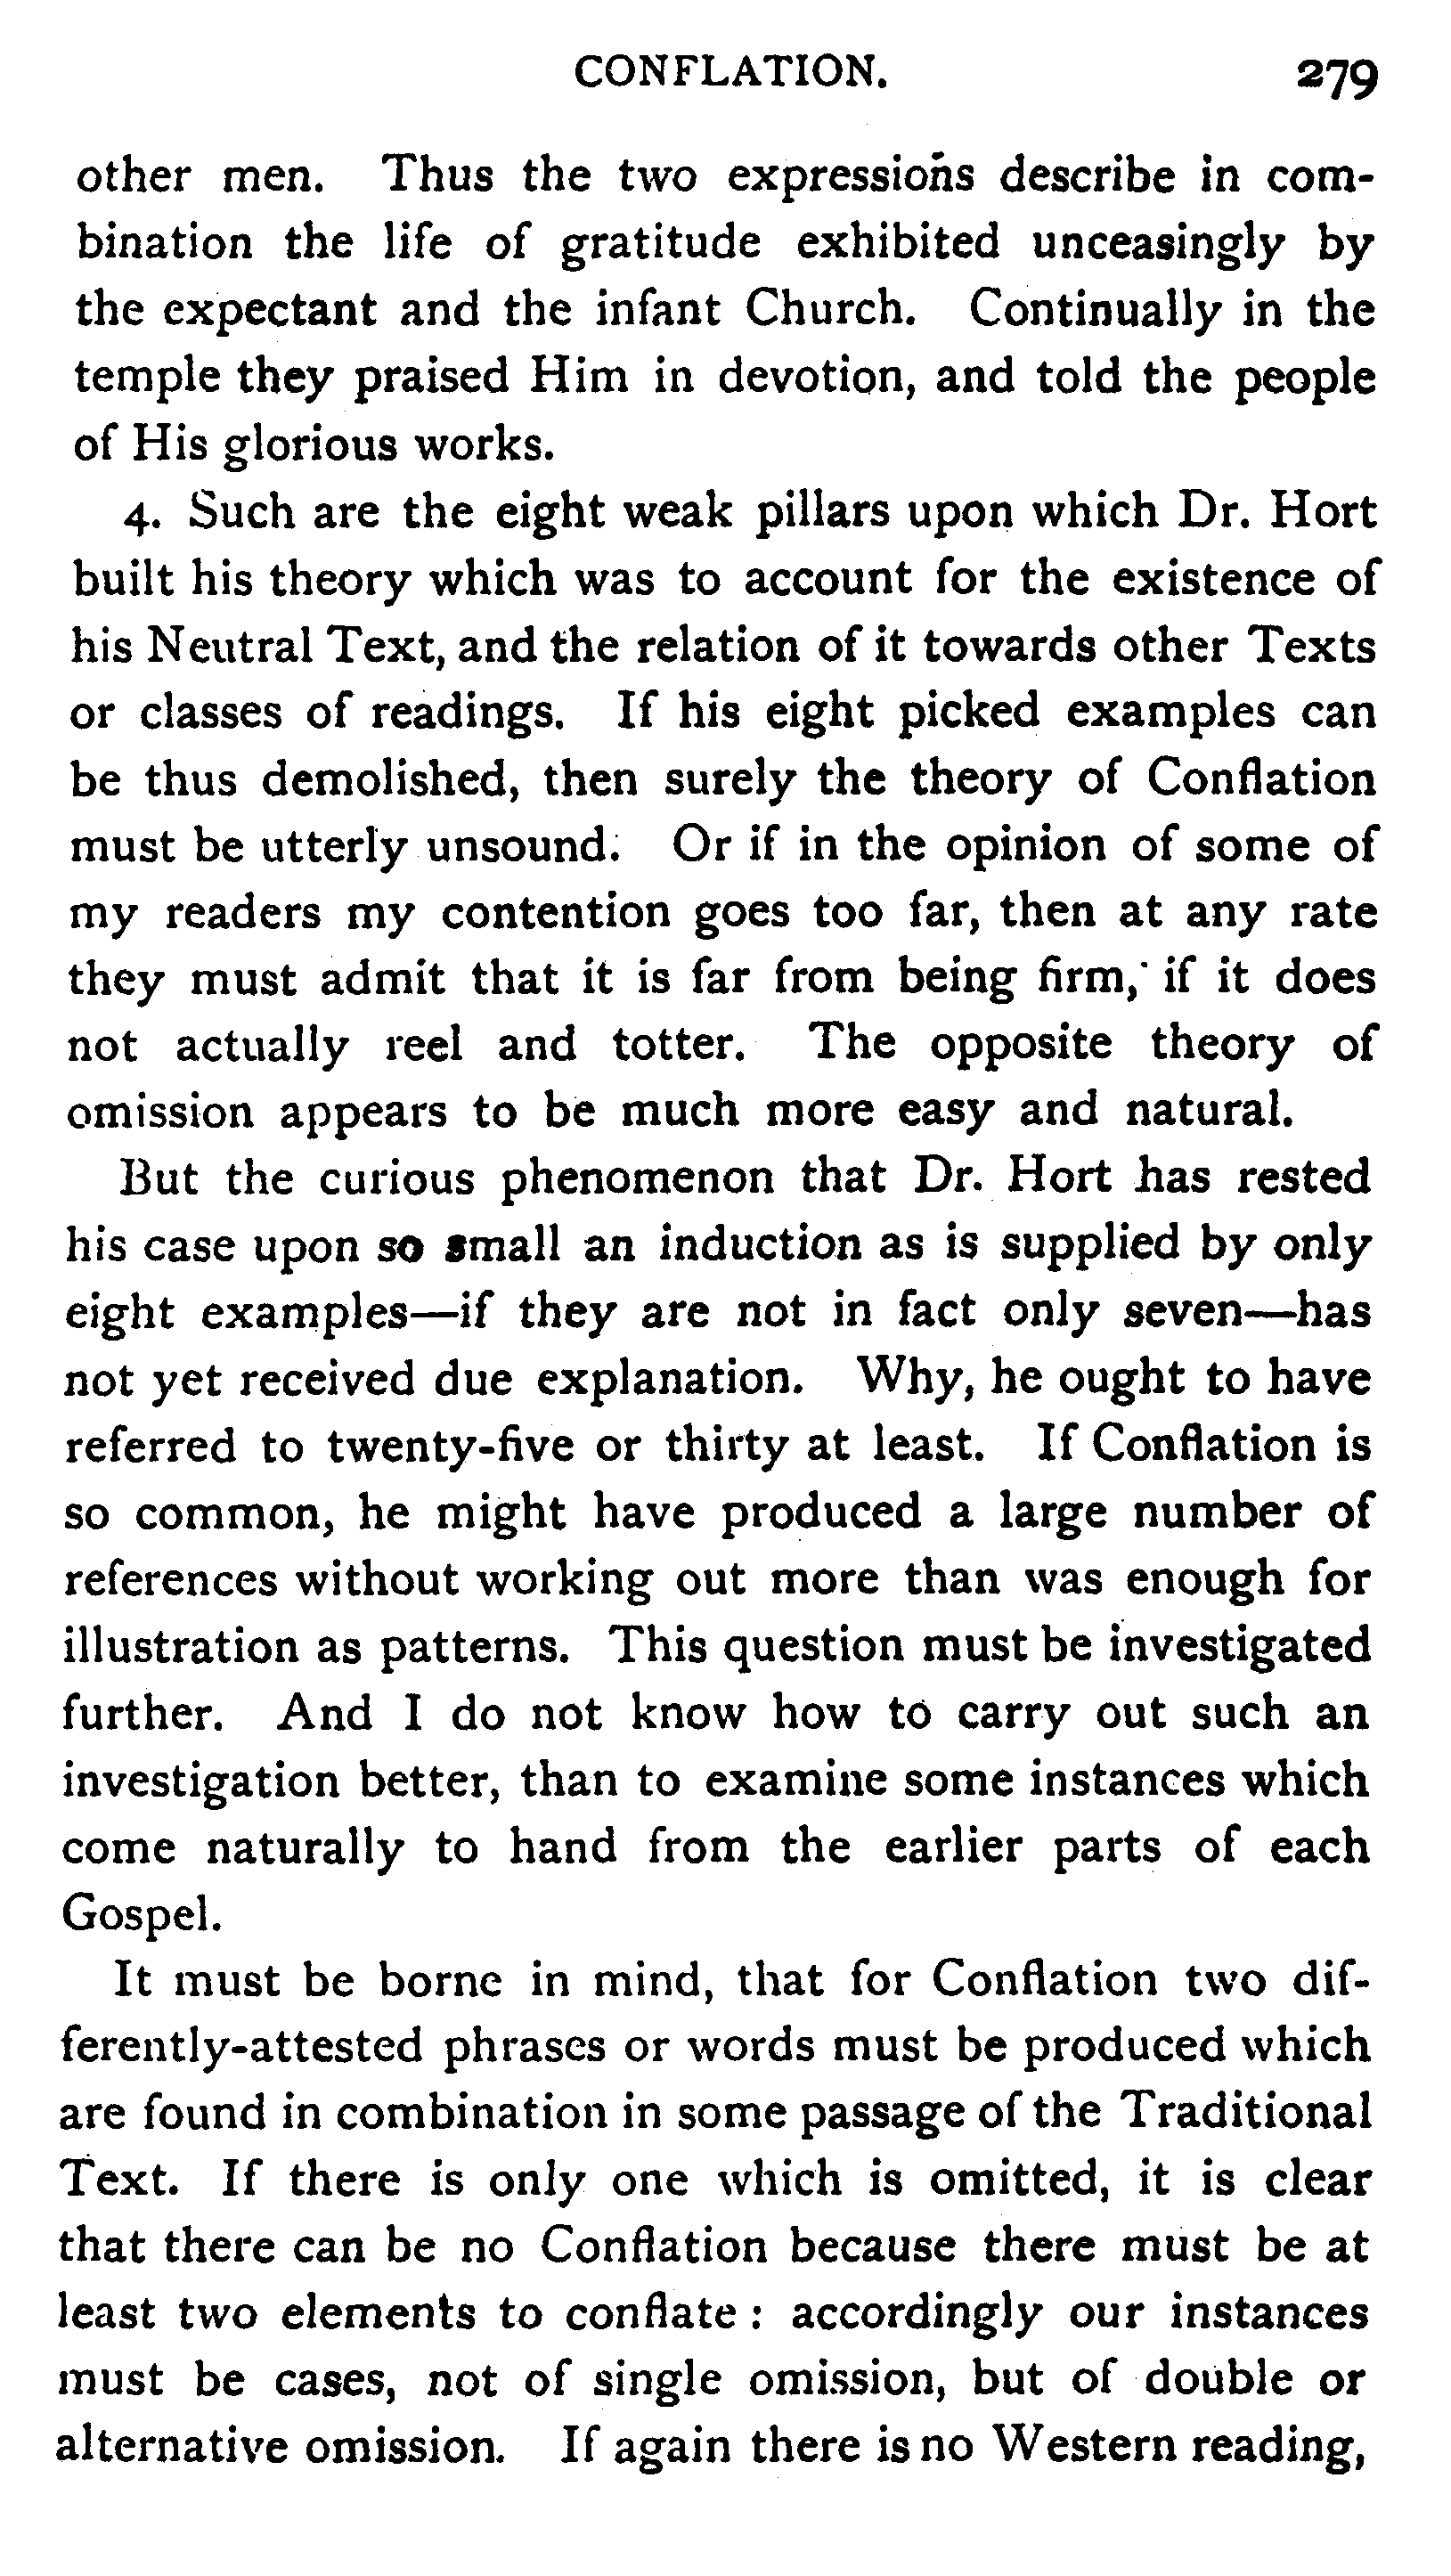 CONFLATION. 279
other men. Thus the two expressions describe in com-
bination the life of gratitude exhibited unceasingly by
the expectant and the infant Church. Continually in the
temple they praised Him in devotion, and told the people
of His glorious works.
4. Such are the eight weak pillars upon which Dr. Hort
built his theory which was to account for the existence of
his Neutral Text, and the relation of it towards other Texts
or classes of readings. If his eight picked examples can
be thus demolished, then surely the theory of Conflation
must be utterly unsound. Or if in the opinion of some of
my readers my contention goes too far, then at any rate
they must admit that it is far from being firm, if it does
not actually reel and totter. The opposite theory of
omission appears to be much more easy and natural.
But the curious phenomenon that Dr. Hort has rested
his case upon so small an induction as is supplied by only
eight examples—if they are not in fact only seven—has
not yet received due explanation. Why, he ought to have
referred to twenty-five or thirty at least. If Conflation is
so common, he might have produced a large number of
references without working out more than was enough for
illustration as patterns. This question must be investigated
further. And I do not know how to carry out such an
investigation better, than to examine some instances which
come naturally to hand from the earlier parts of each
Gospel.
It must be borne in mind, that for Conflation two dif-
ferently-attested phrases or words must be produced which
are found in combination in some passage of the Traditional
Text. If there is only one which is omitted, it is clear
that there can be no Conflation because there must be at
least two elements to conflate : accordingly our instances
must be cases, not of single omission, but of double or
alternative omission. If again there is no Western reading,